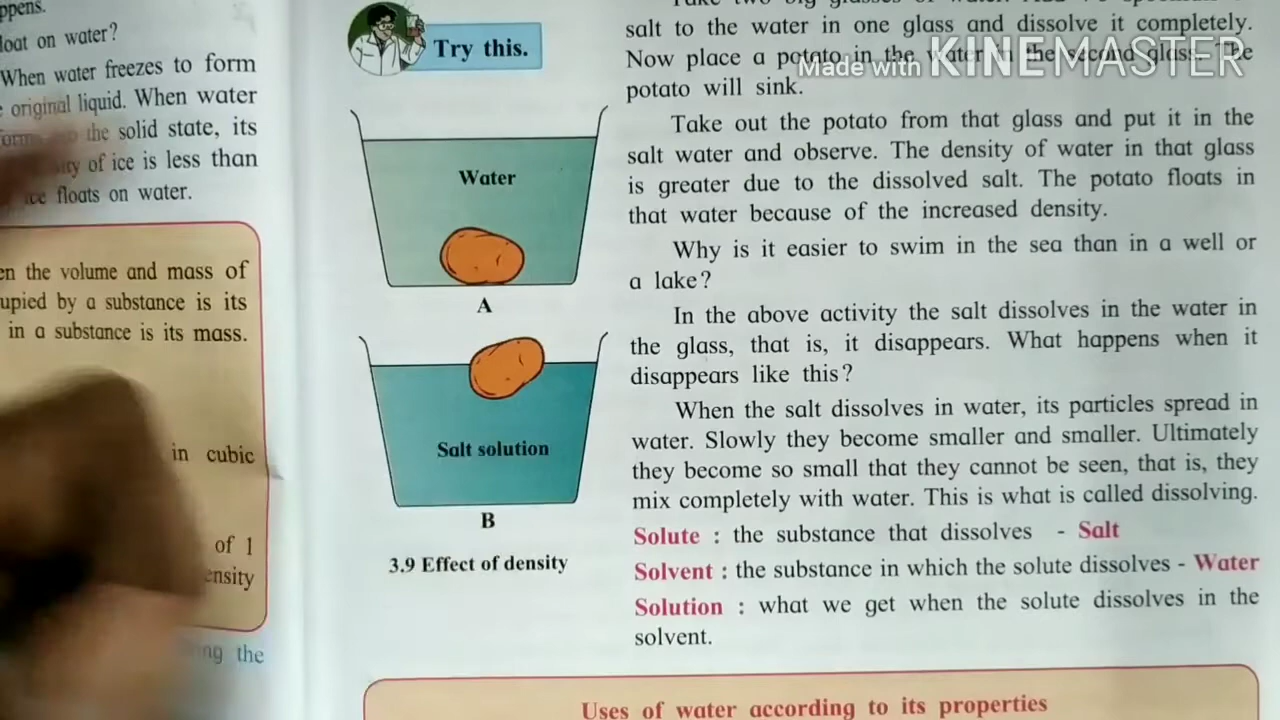 ppens.
loat on water?
When water freezes to form
original liquid. When water
the solid state, its
of ice is less than
floats on water.
en the volume and mass of
upied by a substance is its
in a substance is its mass.
in cubic
of 1
ensity
ng the
Try this.
Water
A
Salt solution
B
3.9 Effect of density
salt to the water in one glass and dissolve it completely.
Now place a potato in the water in the second glass. The
potato will sink.
Made with KINEMASTER
Take out the potato from that glass and put it in the
salt water and observe. The density of water in that glass
is greater due to the dissolved salt. The potato floats in
that water because of the increased density.
Why is it easier to swim in the sea than in a well or
a lake?
In the above activity the salt dissolves in the water in
the glass, that is, it disappears. What happens when it
disappears like this?
When the salt dissolves in water, its particles spread in
water. Slowly they become smaller and smaller. Ultimately
they become so small that they cannot be seen, that is, they
mix completely with water. This is what is called dissolving.
Solute : the substance that dissolves - Salt
Solvent : the substance in which the solute dissolves - Water
Solution : what we get when the solute dissolves in the
solvent.
Uses of water according to its properties